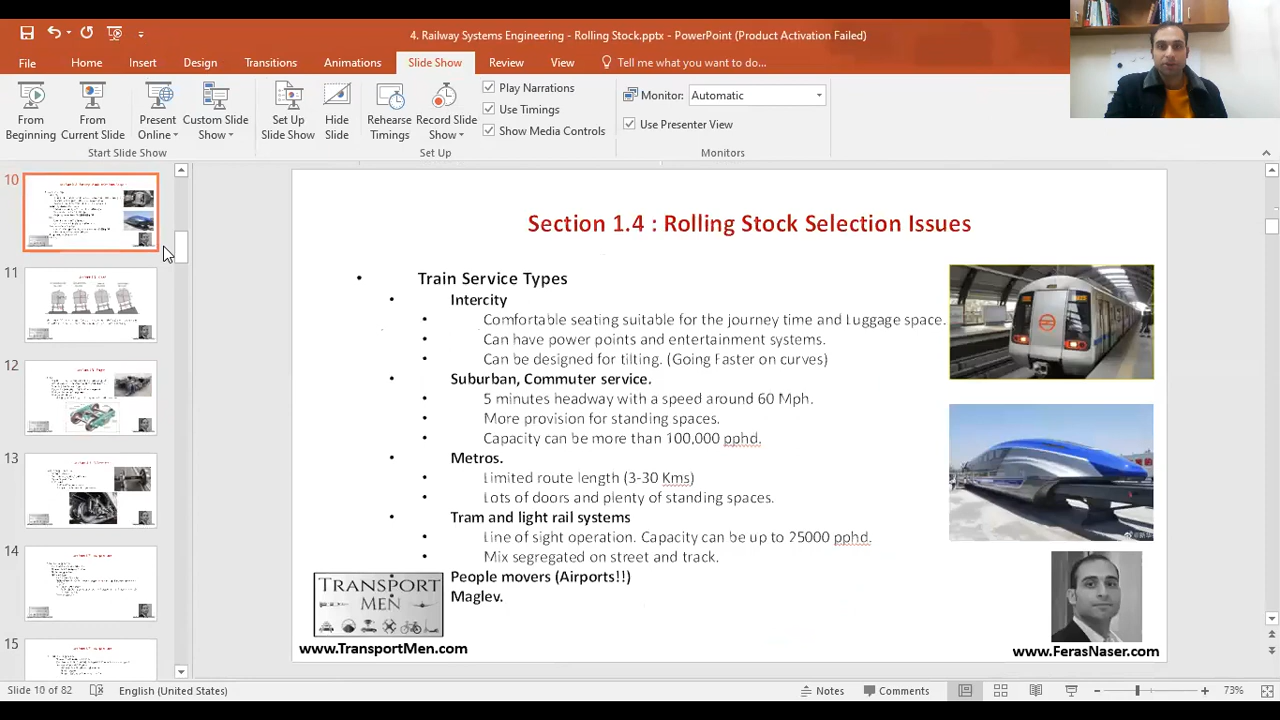 4. Railway Systems Engineering - Rolling Stock.pptx - PowerPoint (Product Activation Failed)
File Home Insert Design Transitions Animations Slide Show Review View Tell me what you want to do...
From Beginning
From Current Slide
Present Online
Custom Slide Show
Set Up Slide Show
Hide Slide
Rehearse Timings
Record Slide Show
Play Narrations
Use Timings
Show Media Controls
Monitor: Automatic
Use Presenter View
Start Slide Show
Set Up
Monitors
10
11
12
13
14
15
Section 1.4 : Rolling Stock Selection Issues
• Train Service Types
• Intercity
• Comfortable seating suitable for the journey time and Luggage space.
• Can have power points and entertainment systems.
• Can be designed for tilting. (Going Faster on curves)
• Suburban, Commuter service.
• 5 minutes headway with a speed around 60 Mph.
• More provision for standing spaces.
• Capacity can be more than 100,000 pphd.
• Metros.
• Limited route length (3-30 Kms)
• Lots of doors and plenty of standing spaces.
• Tram and light rail systems
• Line of sight operation. Capacity can be up to 25000 pphd.
• Mix segregated on street and track.
• People movers (Airports!!)
• Maglev.
TRANSPORT
MEN
www.TransportMen.com
www.FerasNaser.com
Slide 10 of 82 English (United States) Notes Comments 73%